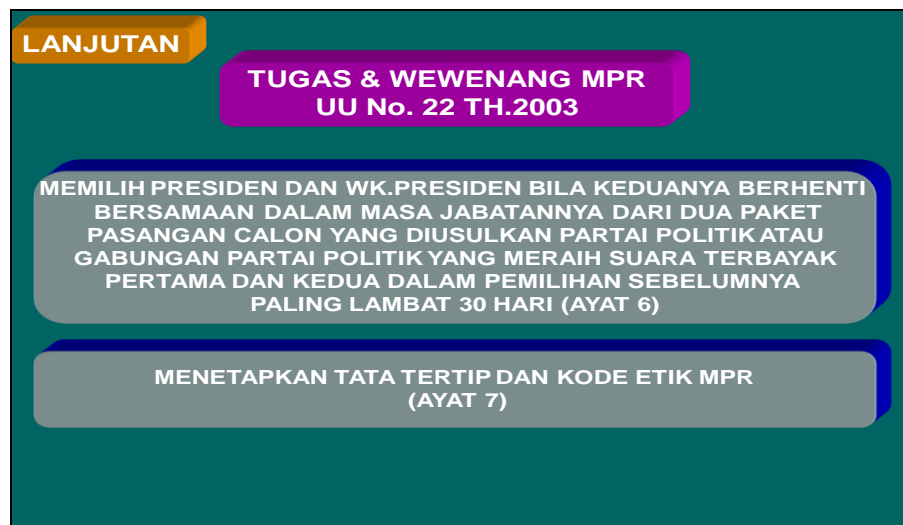 LANJUTAN
TUGAS & WEWENANG MPR
UU No. 22 TH.2003
MEMILIH PRESIDEN DAN WK.PRESIDEN BILA KEDUANYA BERHENTI
BERSAMAAN DALAM MASA JABATANNYA DARI DUA PAKET
PASANGAN CALON YANG DIUSULKAN PARTAI POLITIK ATAU
GABUNGAN PARTAI POLITIK YANG MERAIH SUARA TERBAYAK
PERTAMA DAN KEDUA DALAM PEMILIHAN SEBELUMNYA
PALING LAMBAT 30 HARI (AYAT 6)
MENETAPKAN TATA TERTIP DAN KODE ETIK MPR
(AYAT 7)